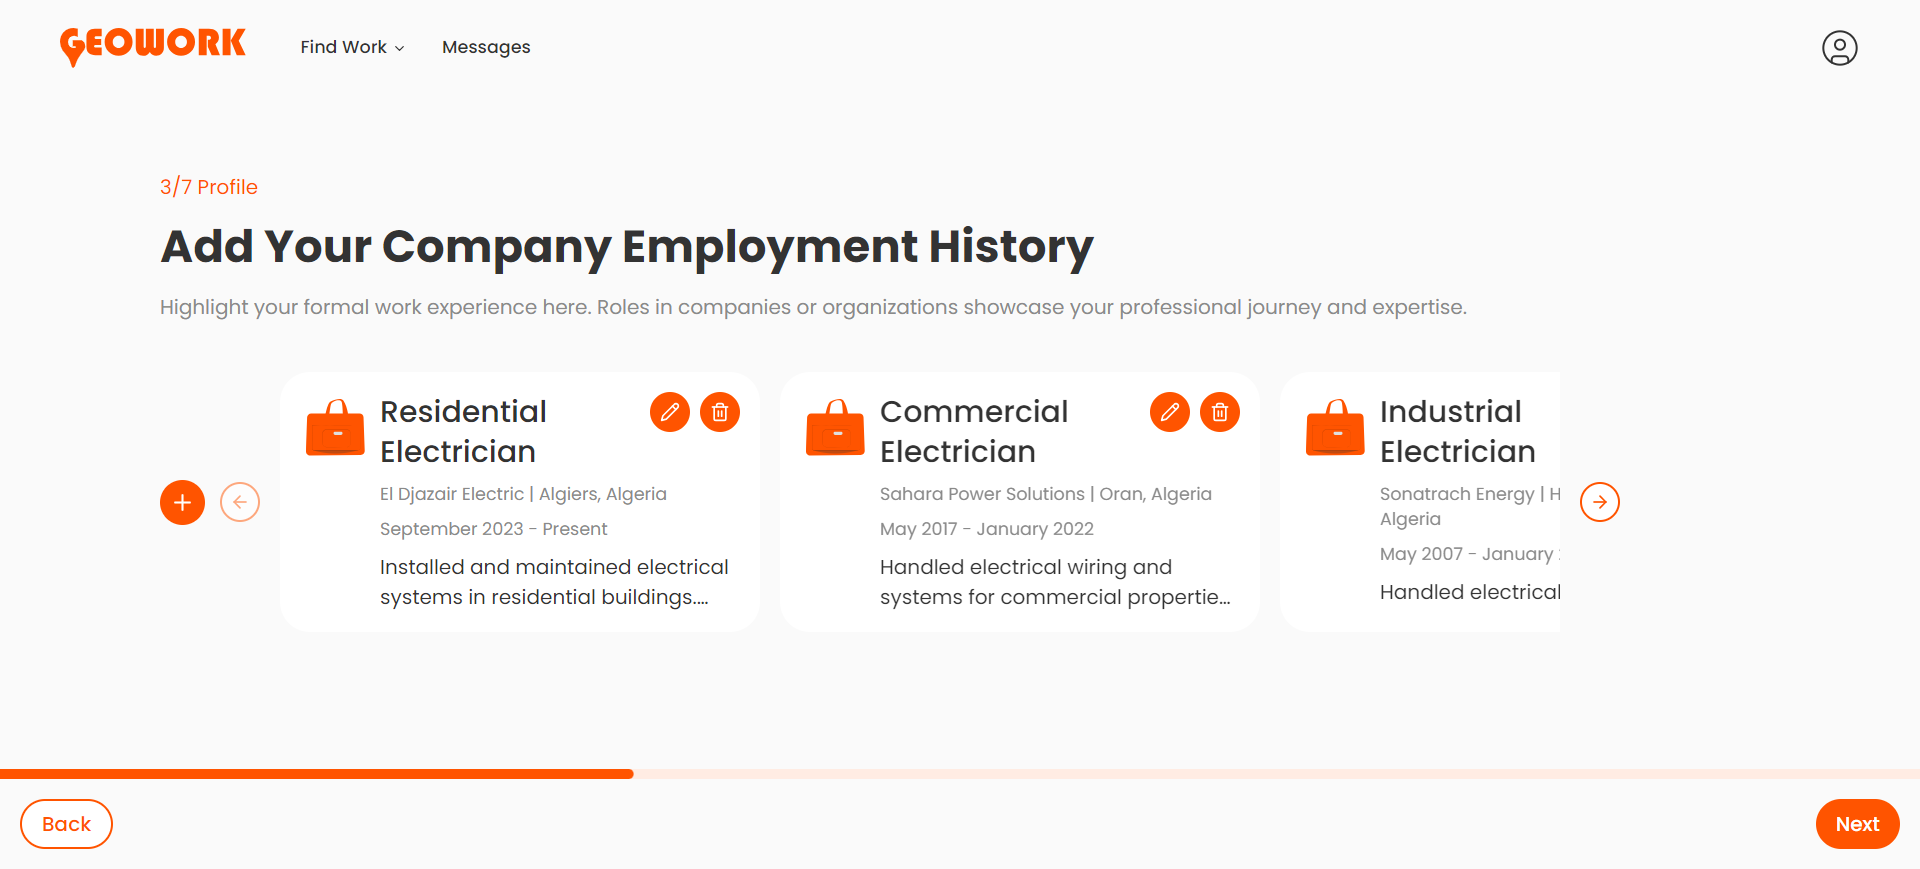 GEOWORK
Find Work
Messages
3/7 Profile
Add Your Company Employment History
Highlight your formal work experience here. Roles in companies or organizations showcase your professional journey and expertise.
Residential
Electrician
El Djazair Electric | Algiers, Algeria
September 2023 - Present
Installed and maintained electrical
systems in residential buildings....
Commercial
Electrician
Sahara Power Solutions | Oran, Algeria
May 2017 - January 2022
Handled electrical wiring and
systems for commercial propertie...
Industrial
Electrician
Sonatrach Energy | H
Algeria
May 2007 - January
Handled electrical
Back
Next